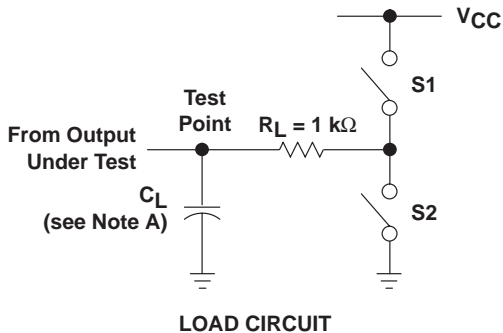 VCC
S1
Test
Point
RL = 1 kΩ
From Output
Under Test
CL
(see Note A)
S2
LOAD CIRCUIT